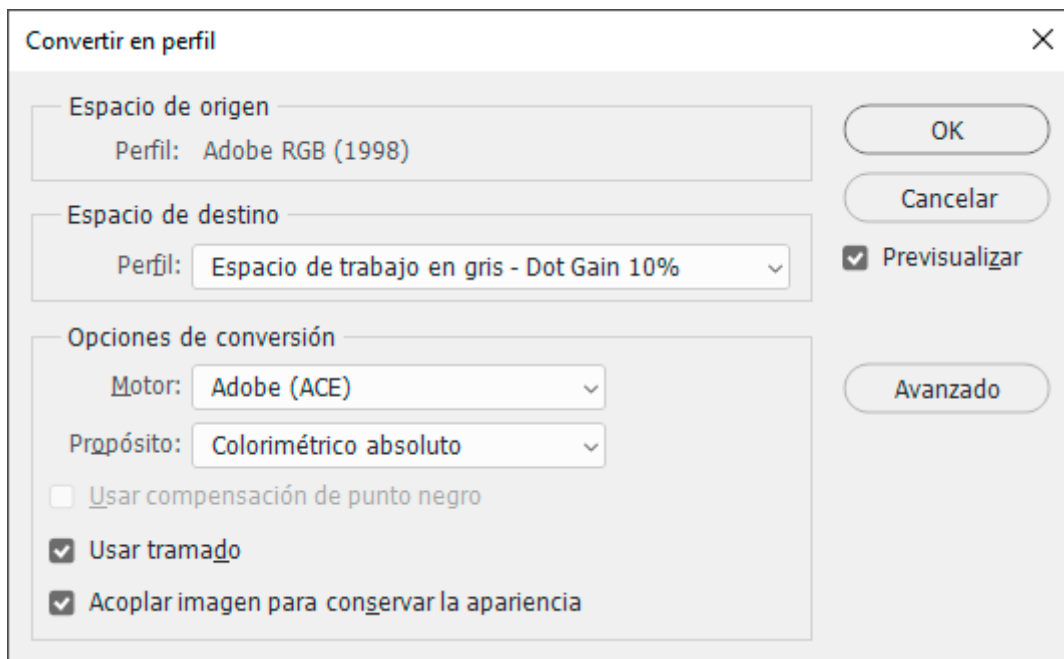 Convertir en perfil
Espacio de origen
Perfil: Adobe RGB (1998)
OK
Cancelar
Espacio de destino
Perfil: Espacio de trabajo en gris - Dot Gain 10%
Previsualizar
Opciones de conversión
Motor: Adobe (ACE)
Avanzado
Propósito: Colorimétrico absoluto
Usar compensación de punto negro
Usar tramado
Acoplar imagen para conservar la apariencia